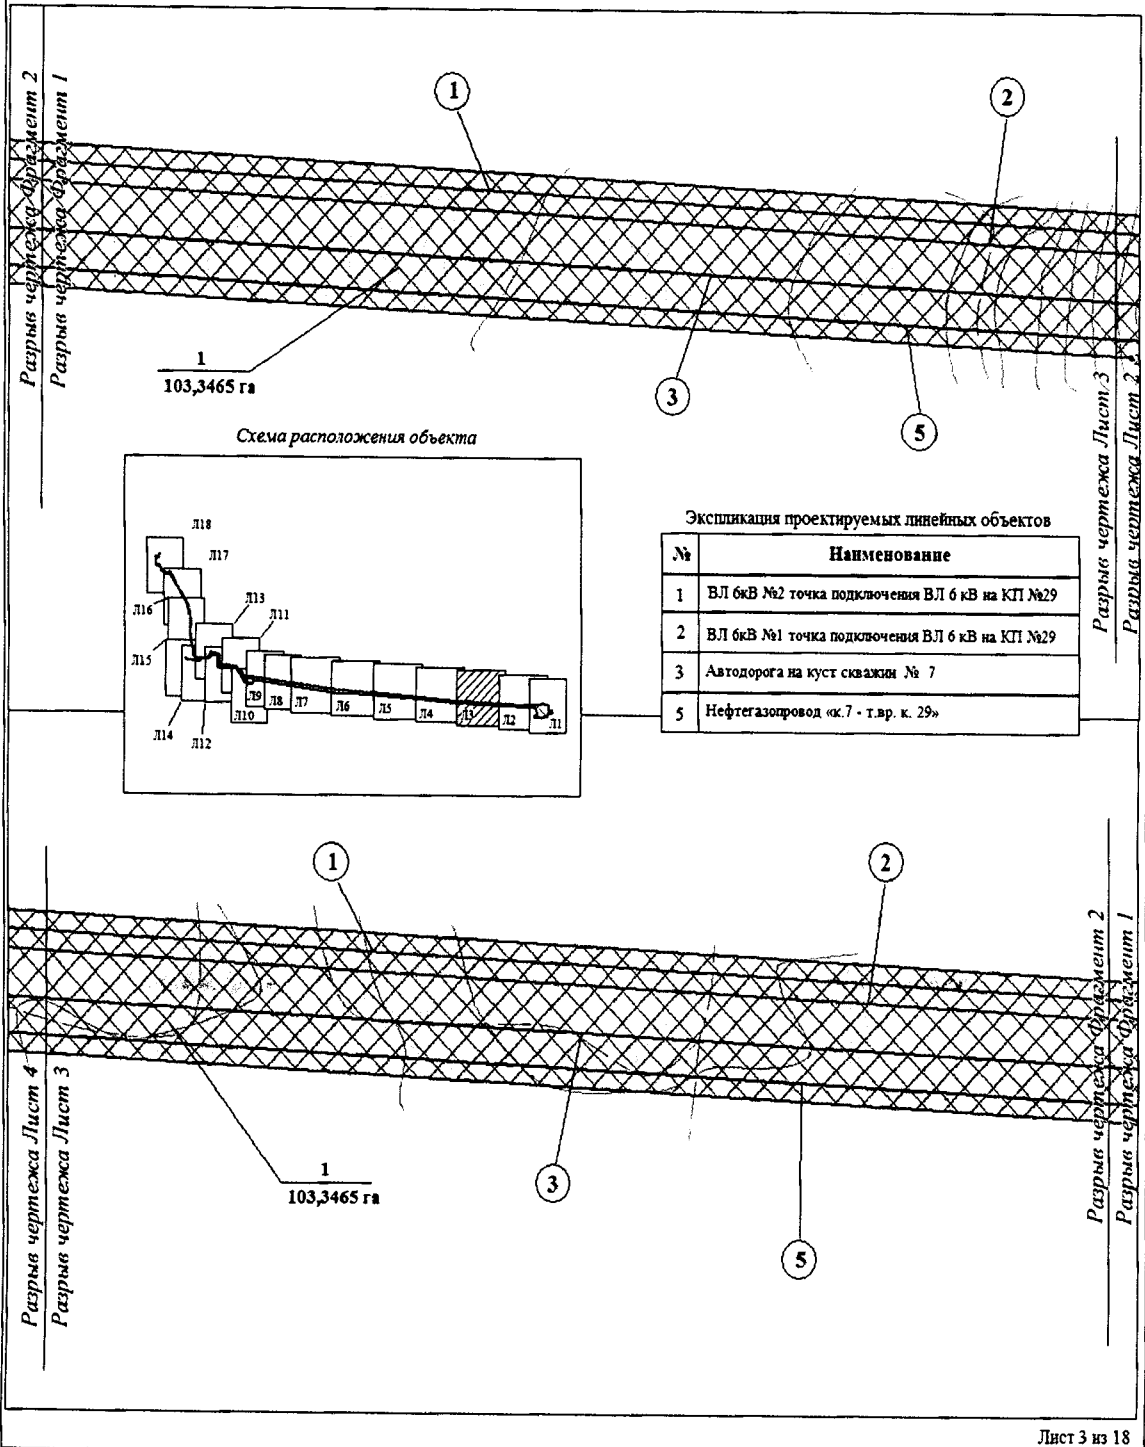 Разрыв чертежа Фрагмент 2
Разрыв чертежа Фрагмент 1
1
2
1
103,3465 га
3
5
Разрыв чертежа Лист 3
Разрыв чертежа Лист 2
Схема расположения объекта
Л18
Л17
Л16
Л13
Л11
Л15
Л9
Л8
Л7
Л6
Л5
Л4
Л3
Л2
Л1
Л10
Л14
Л12
Экспликация проектируемых линейных объектов
№ Наименование
1 ВЛ 6кВ №2 точка подключения ВЛ 6 кВ на КП №29
2 ВЛ 6кВ №1 точка подключения ВЛ 6 кВ на КП №29
3 Автодорога на куст скважин № 7
5 Нефтегазопровод «к.7 - т.вр. к. 29»
1
2
Разрыв чертежа Лист 4
Разрыв чертежа Лист 3
1
103,3465 га
3
5
Разрыв чертежа Фрагмент 2
Разрыв чертежа Фрагмент 1
Лист 3 из 18